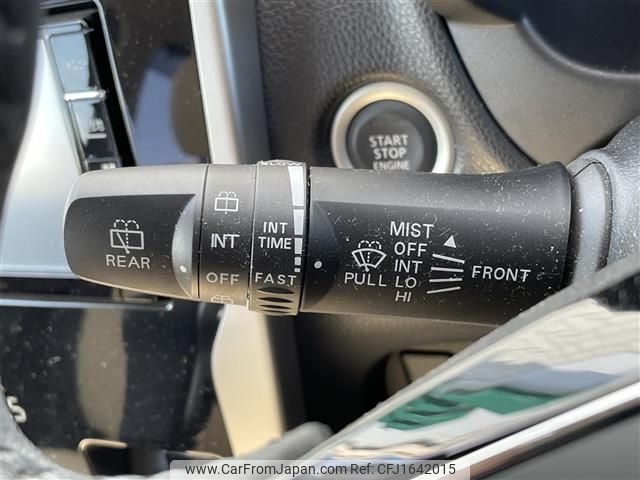 START
STOP
ENGINE
REAR
INT
OFF
INT
TIME
FAST
MIST
OFF
INT
LO
HI
PULL
FRONT
www.CarFromJapan.com - Ref No: CFJ1642015